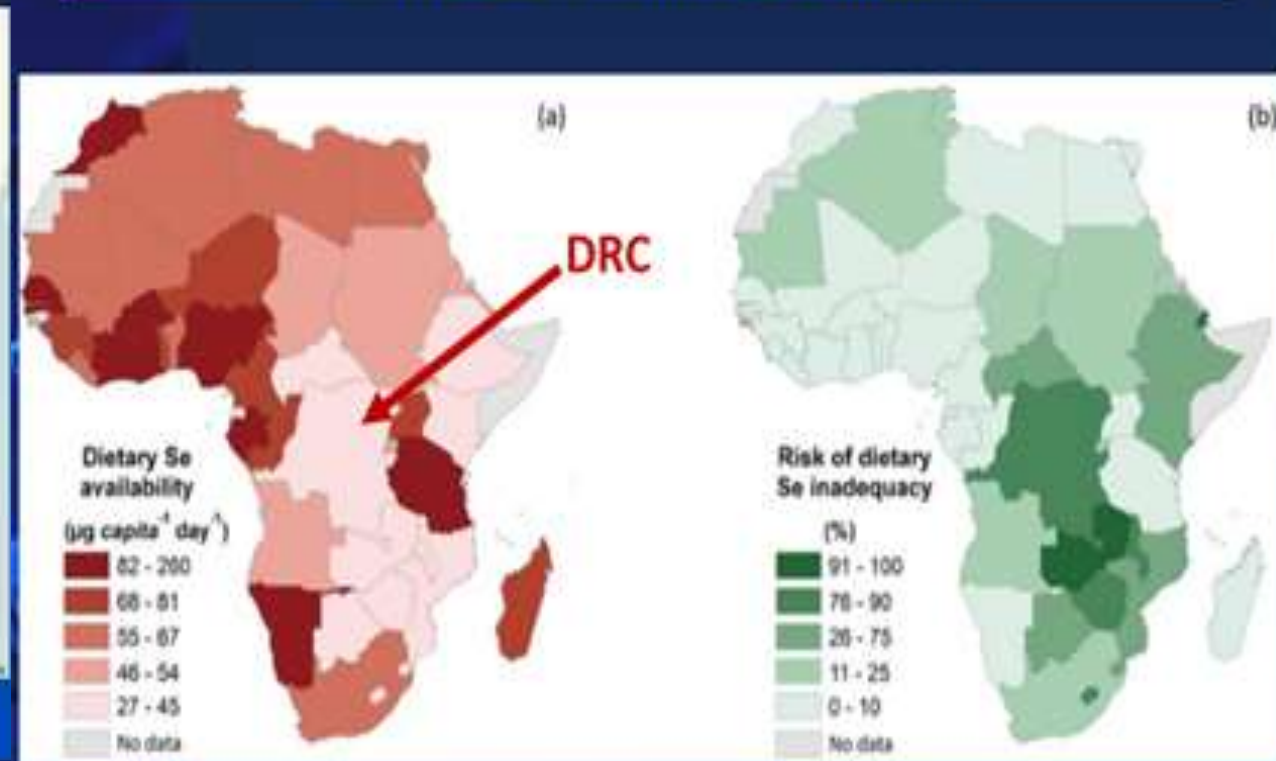 (a)
DRC
Dietary Se
availability
(µg capita⁻¹ day⁻¹)
82 - 260
68 - 81
55 - 67
46 - 54
27 - 45
No data
(b)
Risk of dietary
Se inadequacy
(%)
91 - 100
76 - 90
26 - 75
11 - 25
0 - 10
No data